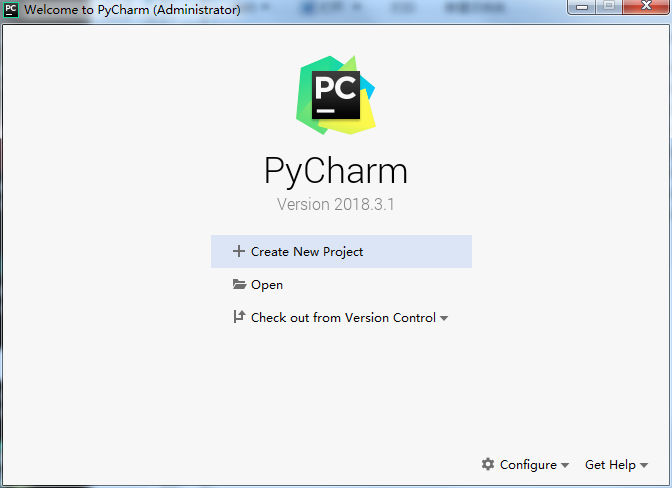 Welcome to PyCharm (Administrator)
PC
PyCharm
Version 2018.3.1
Create New Project
Open
Check out from Version Control
Configure
Get Help